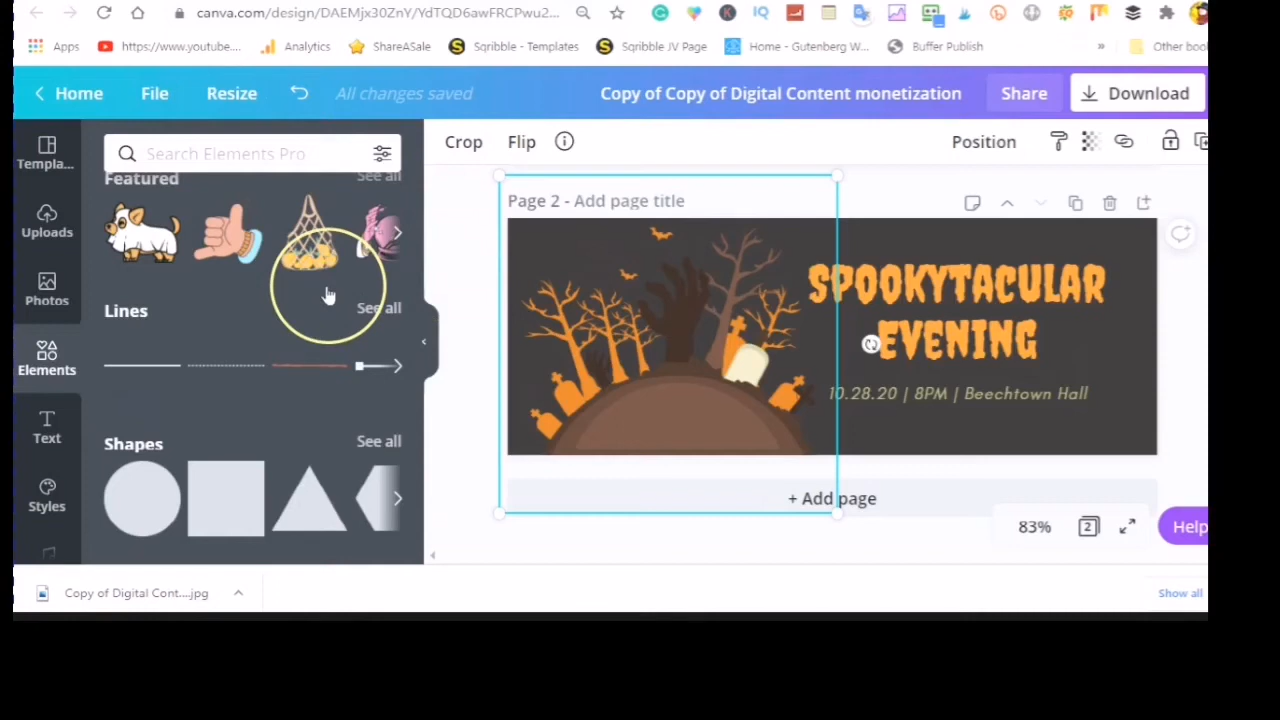 canva.com/design/DAEMjx30ZnY/YdTQD6awFRCPwu2...
Apps https://www.youtube.... Analytics ShareASale Sqribble - Templates Sqribble JV Page Home - Gutenberg W... Buffer Publish » Other book
Home File Resize All changes saved Copy of Copy of Digital Content monetization Share Download
Templa...
Uploads
Photos
Elements
Text
Styles
Search Elements Pro
Featured See all
Lines See all
Shapes See all
Crop Flip Position
Page 2 - Add page title
SPOOKYTACULAR
EVENING
10.28.20 | 8PM | Beechtown Hall
+ Add page
83% 2 Help
Copy of Digital Cont....jpg Show all